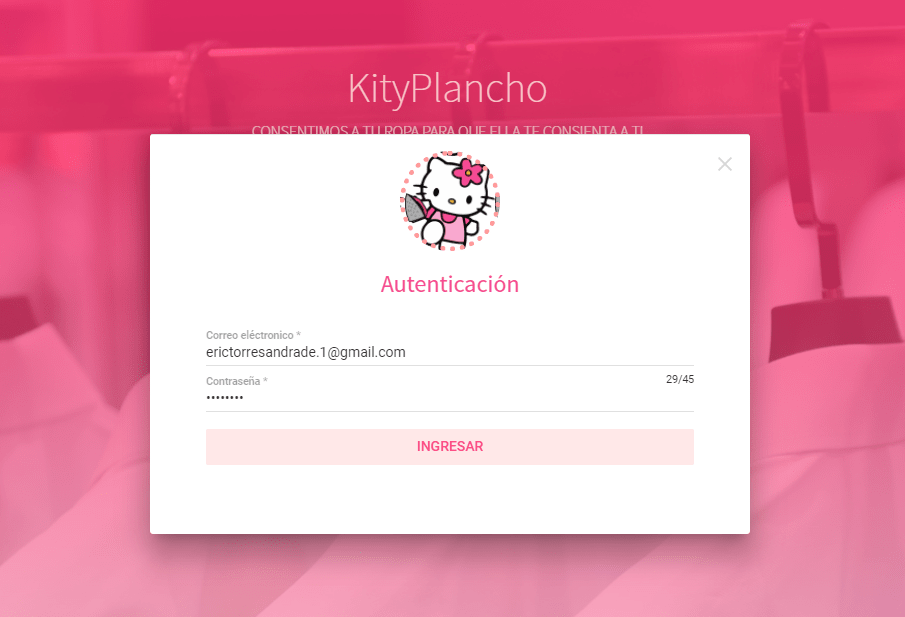 KityPlancho
CONSENTIMOS A TU ROPA PARA QUE ELLA TE CONSIENTA A TI
Autenticación
Correo eléctronico *
erictorresandrade.1@gmail.com
29/45
Contraseña *
••••••••
INGRESAR